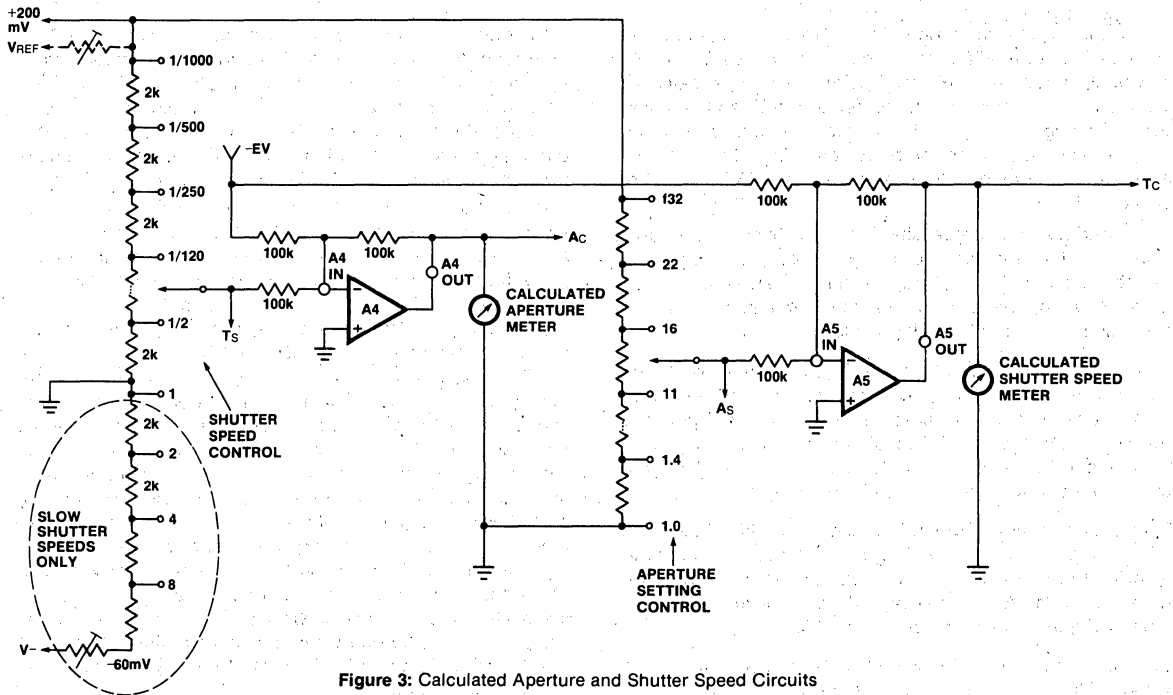 +200
mV
VREF
1/1000
2k
1/500
2k
1/250
2k
1/120
1/2
2k
1
2k
2
2k
4
8
SLOW
SHUTTER
SPEEDS
ONLY
V-
-60mV
SHUTTER
SPEED
CONTROL
-EV
100k
100k
AC
TS
100k
A4
IN
A4
A4
OUT
-
+
CALCULATED
APERTURE
METER
f32
22
16
11
1.4
1.0
APERTURE
SETTING
CONTROL
100k
100k
TC
AS
100k
A5
IN
A5
A5
OUT
-
+
CALCULATED
SHUTTER SPEED
METER
Figure 3: Calculated Aperture and Shutter Speed Circuits